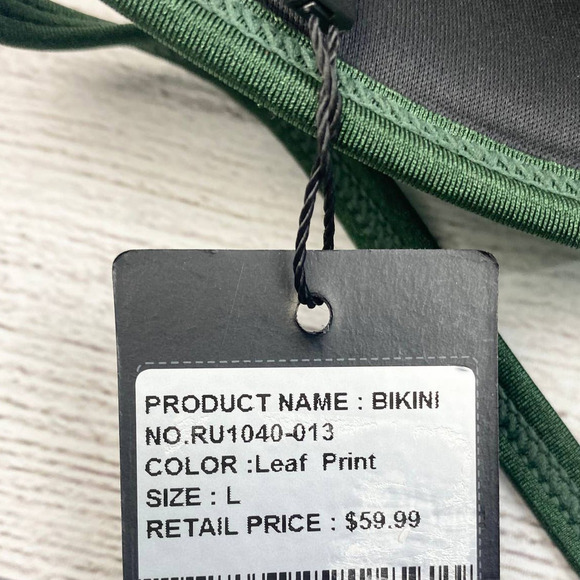 PRODUCT NAME : BIKINI
NO.RU1040-013
COLOR :Leaf Print
SIZE : L
RETAIL PRICE : $59.99